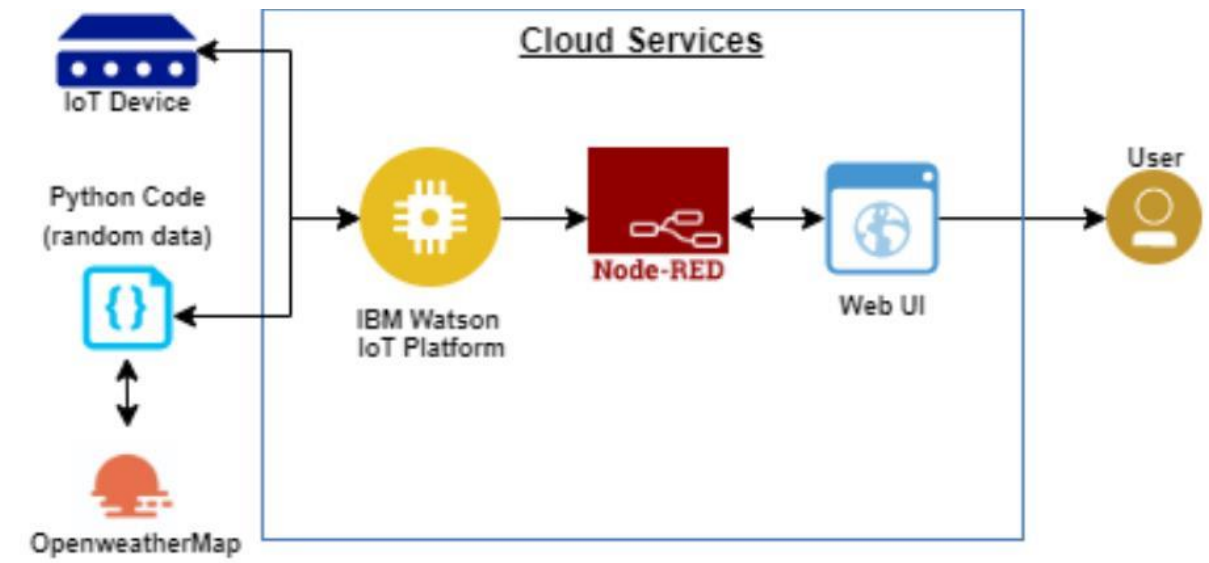 Cloud Services
IoT Device
Python Code
(random data)
User
Node-RED
Web UI
IBM Watson
IoT Platform
OpenweatherMap